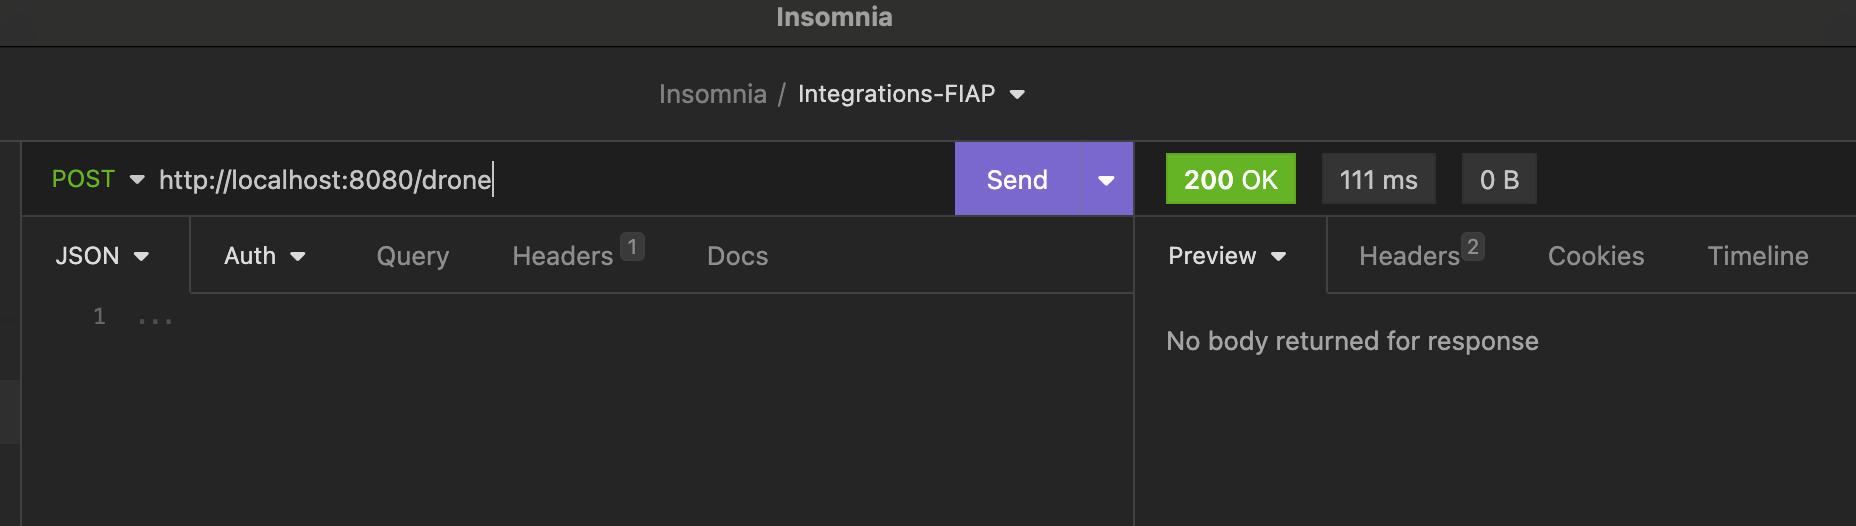 Insomnia
Insomnia / Integrations-FIAP
POST http://localhost:8080/drone Send 200 OK 111 ms 0 B
JSON Auth Query Headers 1 Docs Preview Headers 2 Cookies Timeline
1 ...
No body returned for response